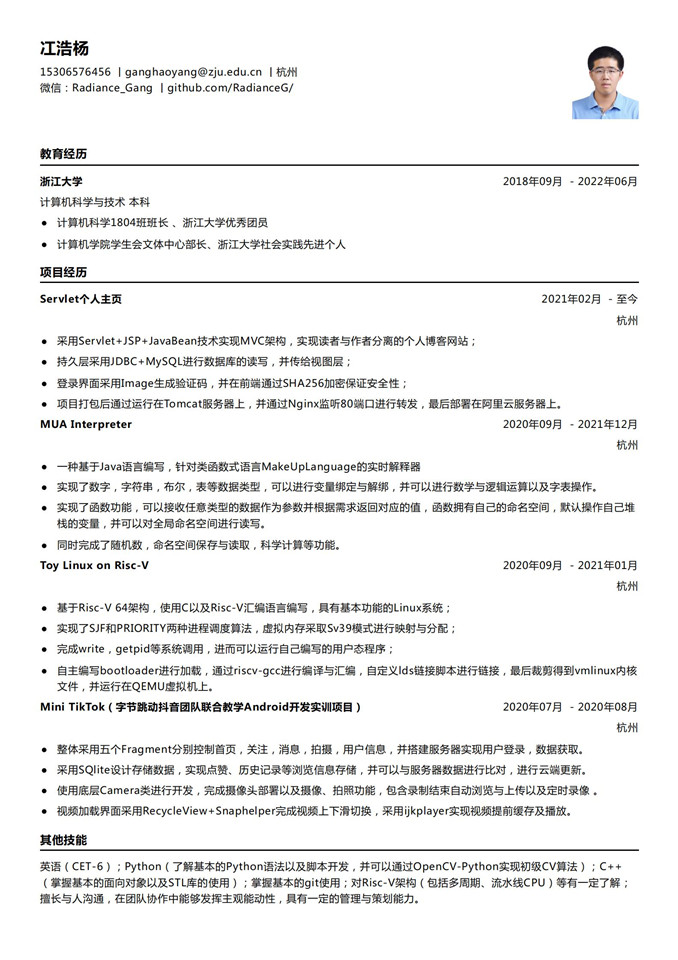 冮浩杨
15306576456 | ganghaoyang@zju.edu.cn | 杭州
微信：Radiance_Gang | github.com/RadianceG/
教育经历
浙江大学 2018年09月 - 2022年06月
计算机科学与技术 本科
● 计算机科学1804班班长 、浙江大学优秀团员
● 计算机学院学生会文体中心部长、浙江大学社会实践先进个人
项目经历
Servlet个人主页 2021年02月 - 至今
杭州
● 采用Servlet+JSP+JavaBean技术实现MVC架构，实现读者与作者分离的个人博客网站；
● 持久层采用JDBC+MySQL进行数据库的读写，并传给视图层；
● 登录界面采用Image生成验证码，并在前端通过SHA256加密保证安全性；
● 项目打包后通过运行在Tomcat服务器上，并通过Nginx监听80端口进行转发，最后部署在阿里云服务器上。
MUA Interpreter 2020年09月 - 2021年12月
杭州
● 一种基于Java语言编写，针对类函数式语言MakeUpLanguage的实时解释器
● 实现了数字，字符串，布尔，表等数据类型，可以进行变量绑定与解绑，并可以进行数学与逻辑运算以及字表操作。
● 实现了函数功能，可以接收任意类型的数据作为参数并根据需求返回对应的值，函数拥有自己的命名空间，默认操作自己堆
栈的变量，并可以对全局命名空间进行读写。
● 同时完成了随机数，命名空间保存与读取，科学计算等功能。
Toy Linux on Risc-V 2020年09月 - 2021年01月
杭州
● 基于Risc-V 64架构，使用C以及Risc-V汇编语言编写，具有基本功能的Linux系统；
● 实现了SJF和PRIORITY两种进程调度算法，虚拟内存采取Sv39模式进行映射与分配；
● 完成write，getpid等系统调用，进而可以运行自己编写的用户态程序；
● 自主编写bootloader进行加载，通过riscv-gcc进行编译与汇编，自定义lds链接脚本进行链接，最后裁剪得到vmlinux内核
文件，并运行在QEMU虚拟机上。
Mini TikTok（字节跳动抖音团队联合教学Android开发实训项目） 2020年07月 - 2020年08月
杭州
● 整体采用五个Fragment分别控制首页，关注，消息，拍摄，用户信息，并搭建服务器实现用户登录，数据获取。
● 采用SQlite设计存储数据，实现点赞、历史记录等浏览信息存储，并可以与服务器数据进行比对，进行云端更新。
● 使用底层Camera类进行开发，完成摄像头部署以及摄像、拍照功能，包含录制结束自动浏览与上传以及定时录像 。
● 视频加载界面采用RecycleView+Snaphelper完成视频上下滑切换，采用ijkplayer实现视频提前缓存及播放。
其他技能
英语（CET-6）；Python（了解基本的Python语法以及脚本开发，并可以通过OpenCV-Python实现初级CV算法）；C++
（掌握基本的面向对象以及STL库的使用）；掌握基本的git使用；对Risc-V架构（包括多周期、流水线CPU）等有一定了解；
擅长与人沟通，在团队协作中能够发挥主观能动性，具有一定的管理与策划能力。